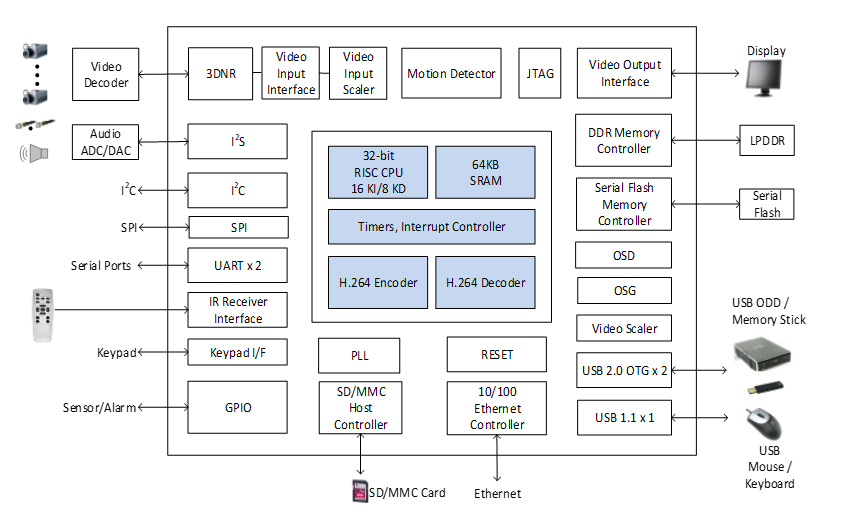 Video
Decoder
3DNR
Video
Input
Interface
Video
Input
Scaler
Motion Detector
JTAG
Video Output
Interface
Display
Audio
ADC/DAC
I2S
32-bit
RISC CPU
16 KI/8 KD
64KB
SRAM
DDR Memory
Controller
LPDDR
I2C
I2C
Serial Flash
Memory
Controller
Serial
Flash
SPI
SPI
Timers, Interrupt Controller
Serial Ports
UART x 2
OSD
H.264 Encoder
H.264 Decoder
OSG
IR Receiver
Interface
Video Scaler
USB ODD /
Memory Stick
Keypad
Keypad I/F
PLL
RESET
USB 2.0 OTG x 2
Sensor/Alarm
GPIO
SD/MMC
Host
Controller
10/100
Ethernet
Controller
USB 1.1 x 1
USB
Mouse /
Keyboard
SD/MMC Card
Ethernet